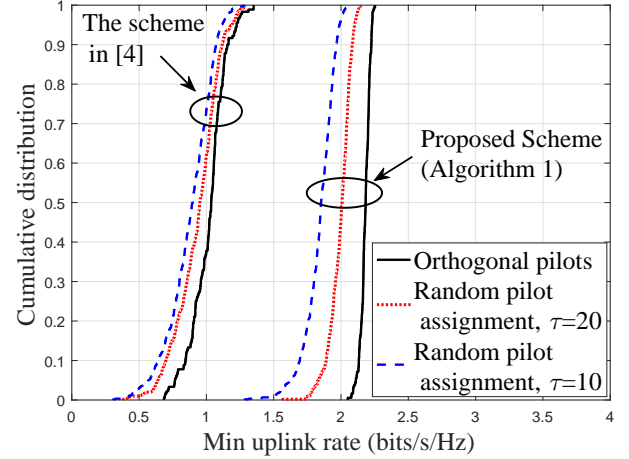 The scheme
in [4]
Proposed Scheme
(Algorithm 1)
Orthogonal pilots
Random pilot
assignment, τ=20
Random pilot
assignment, τ=10
Cumulative distribution
1
0.9
0.8
0.7
0.6
0.5
0.4
0.3
0.2
0.1
0
0 0.5 1 1.5 2 2.5 3 3.5 4
Min uplink rate (bits/s/Hz)